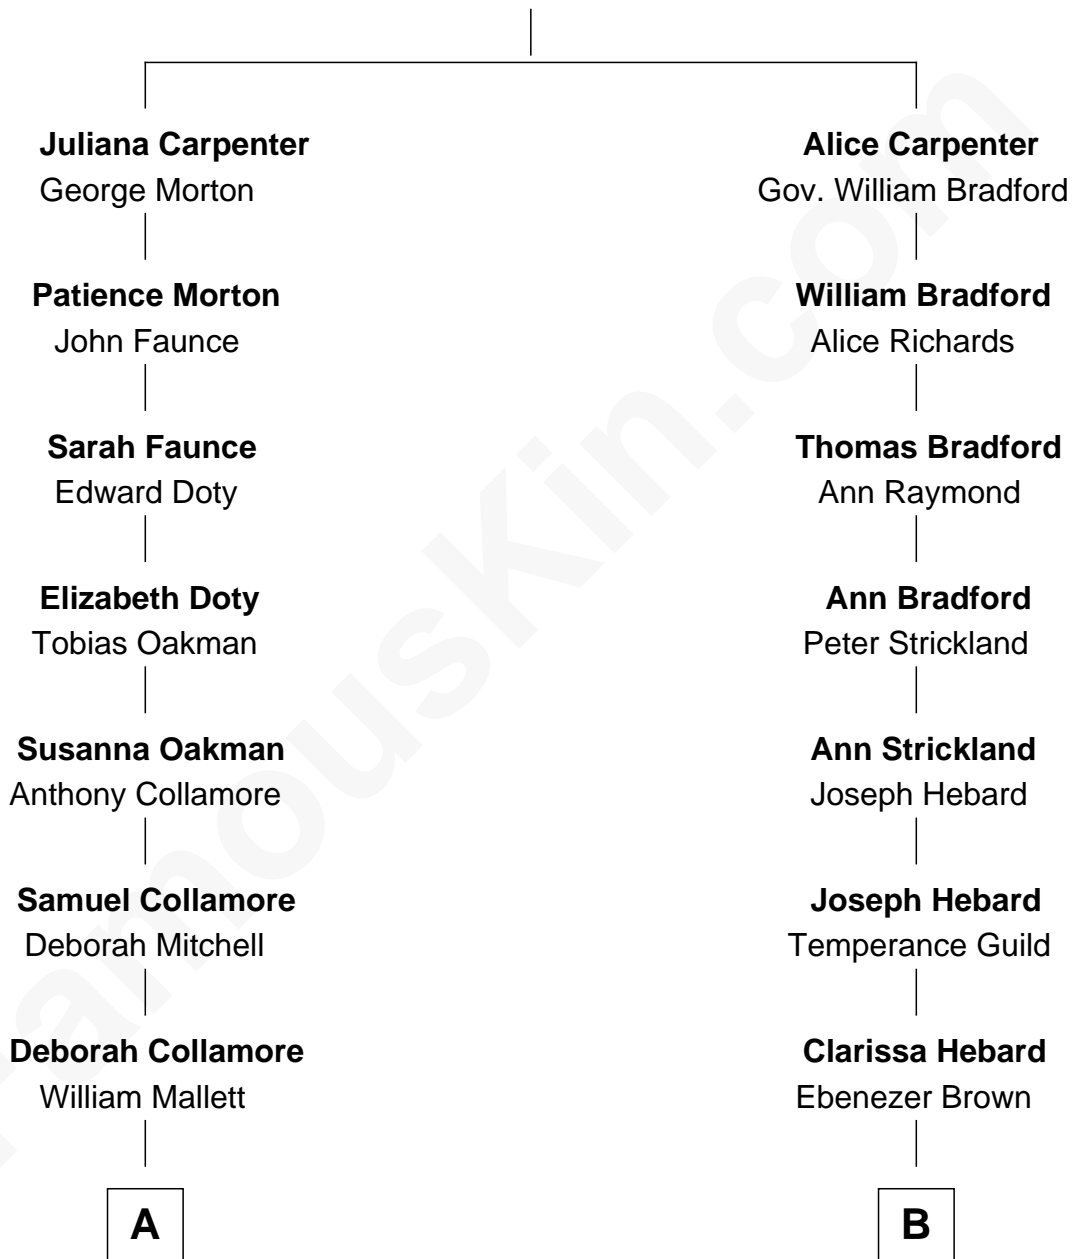 Juliana Carpenter
George Morton
Patience Morton
John Faunce
Sarah Faunce
Edward Doty
Elizabeth Doty
Tobias Oakman
Susanna Oakman
Anthony Collamore
Samuel Collamore
Deborah Mitchell
Deborah Collamore
William Mallett
A
Alice Carpenter
Gov. William Bradford
William Bradford
Alice Richards
Thomas Bradford
Ann Raymond
Ann Bradford
Peter Strickland
Ann Strickland
Joseph Hebard
Joseph Hebard
Temperance Guild
Clarissa Hebard
Ebenezer Brown
B
FamousKin.com